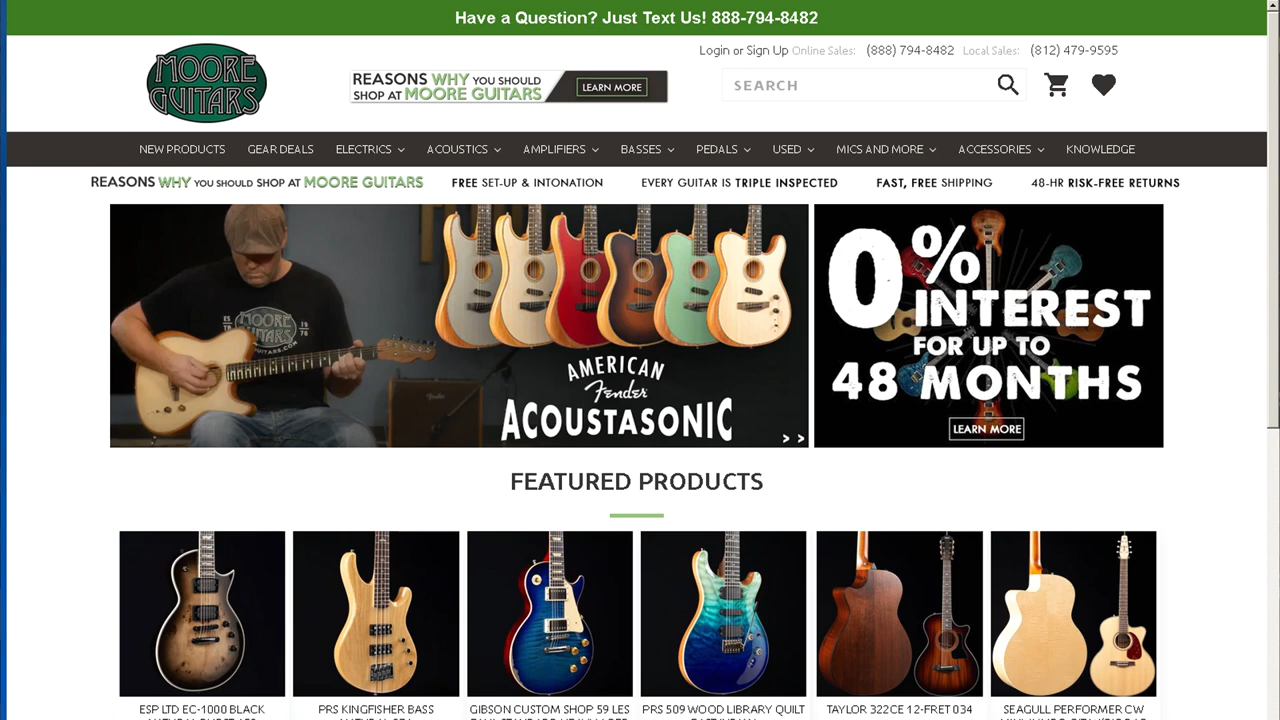 Have a Question? Just Text Us! 888-794-8482
Login or Sign Up Online Sales: (888) 794-8482 Local Sales: (812) 479-9595
MOORE
GUITARS
REASONS WHY YOU SHOULD
SHOP AT MOORE GUITARS
LEARN MORE
SEARCH
NEW PRODUCTS GEAR DEALS ELECTRICS ACOUSTICS AMPLIFIERS BASSES PEDALS USED MICS AND MORE ACCESSORIES KNOWLEDGE
REASONS WHY YOU SHOULD SHOP AT MOORE GUITARS FREE SET-UP & INTONATION EVERY GUITAR IS TRIPLE INSPECTED FAST, FREE SHIPPING 48-HR RISK-FREE RETURNS
MOORE
GUITARS
AMERICAN
Fender
ACOUSTASONIC
> >
0%
INTEREST
FOR UP TO
48 MONTHS
LEARN MORE
FEATURED PRODUCTS
ESP LTD EC-1000 BLACK
PRS KINGFISHER BASS
GIBSON CUSTOM SHOP 59 LES
PRS 509 WOOD LIBRARY QUILT
TAYLOR 322CE 12-FRET 034
SEAGULL PERFORMER CW